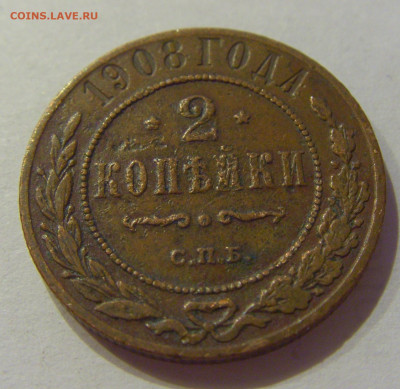 COINS.LAVE.RU
1908 ГОДА
* 2 *
КОПѢЙКИ
С.П.Б.